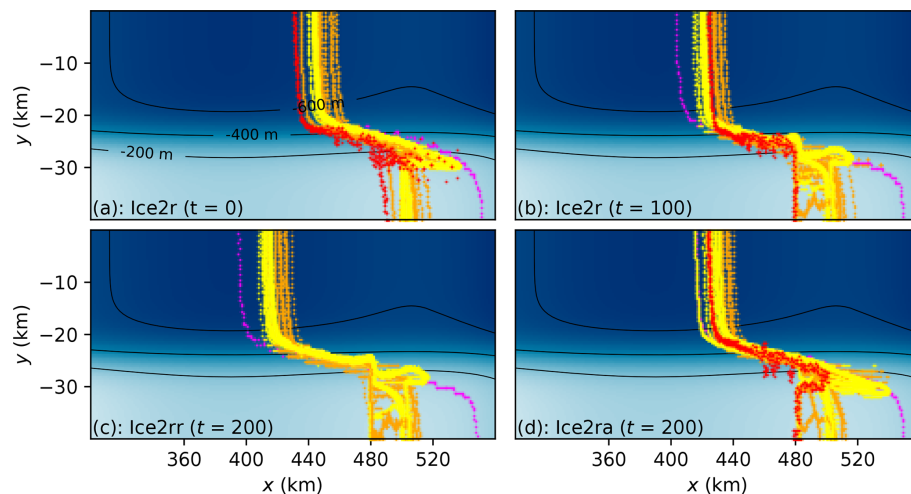 y (km)
−10
−20
−30
-600 m
-400 m
-200 m
(a): Ice2r (t = 0)
(b): Ice2r (t = 100)
y (km)
−10
−20
−30
(c): Ice2rr (t = 200)
(d): Ice2ra (t = 200)
360 400 440 480 520
360 400 440 480 520
x (km)
x (km)